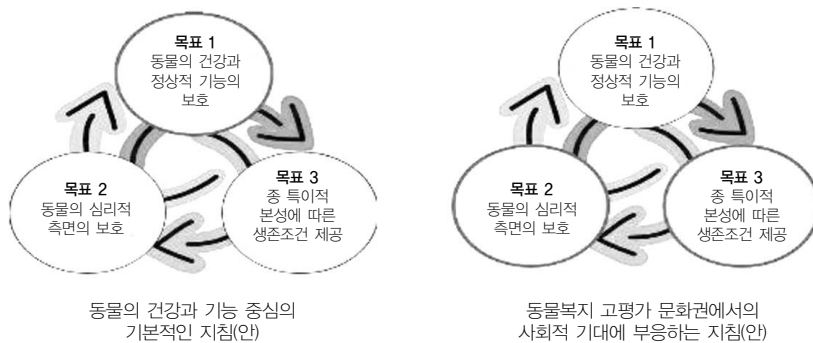 목표 1
동물의 건강과
정상적 기능의
보호
목표 2
동물의 심리적
측면의 보호
목표 3
종 특이적
본성에 따른
생존조건 제공
동물의 건강과 기능 중심의
기본적인 지침(안)
목표 1
동물의 건강과
정상적 기능의
보호
목표 2
동물의 심리적
측면의 보호
목표 3
종 특이적
본성에 따른
생존조건 제공
동물복지 고평가 문화권에서의
사회적 기대에 부응하는 지침(안)